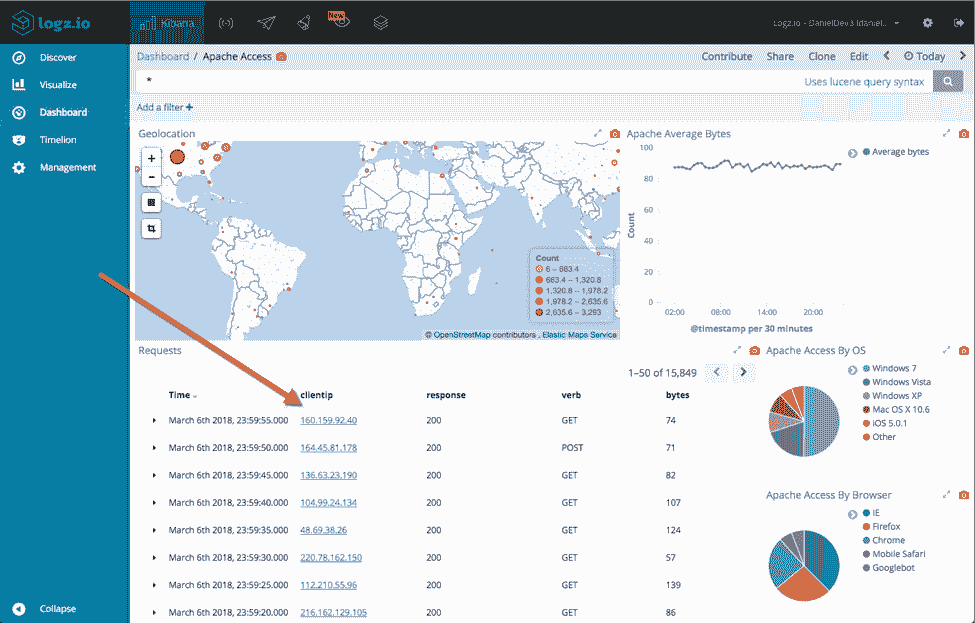 logz.io
Kibana
New
Logz.io - DanielDev3 (daniel..
Discover
Visualize
Dashboard
Timelion
Management
Collapse
Dashboard / Apache Access
Contribute Share Clone Edit Today
*
Uses lucene query syntax
Add a filter +
Geolocation
+
−
Count
6 – 663.4
663.4 – 1,320.8
1,320.8 – 1,978.2
1,978.2 – 2,635.6
2,635.6 – 3,293
© OpenStreetMap contributors , Elastic Maps Service
Apache Average Bytes
Average bytes
100
80
60
40
20
0
Count
02:00 08:00 14:00 20:00
@timestamp per 30 minutes
Requests
1–50 of 15,849
Time clientip response verb bytes
March 6th 2018, 23:59:55.000 160.159.92.40 200 GET 74
March 6th 2018, 23:59:50.000 164.45.81.178 200 POST 71
March 6th 2018, 23:59:45.000 136.63.23.190 200 GET 82
March 6th 2018, 23:59:40.000 104.99.24.134 200 GET 107
March 6th 2018, 23:59:35.000 48.69.38.26 200 GET 124
March 6th 2018, 23:59:30.000 220.78.162.150 200 GET 57
March 6th 2018, 23:59:25.000 112.210.55.96 200 GET 139
March 6th 2018, 23:59:20.000 216.162.129.105 200 GET 86
Apache Access By OS
Windows 7
Windows Vista
Windows XP
Mac OS X 10.6
iOS 5.0.1
Other
Apache Access By Browser
IE
Firefox
Chrome
Mobile Safari
Googlebot